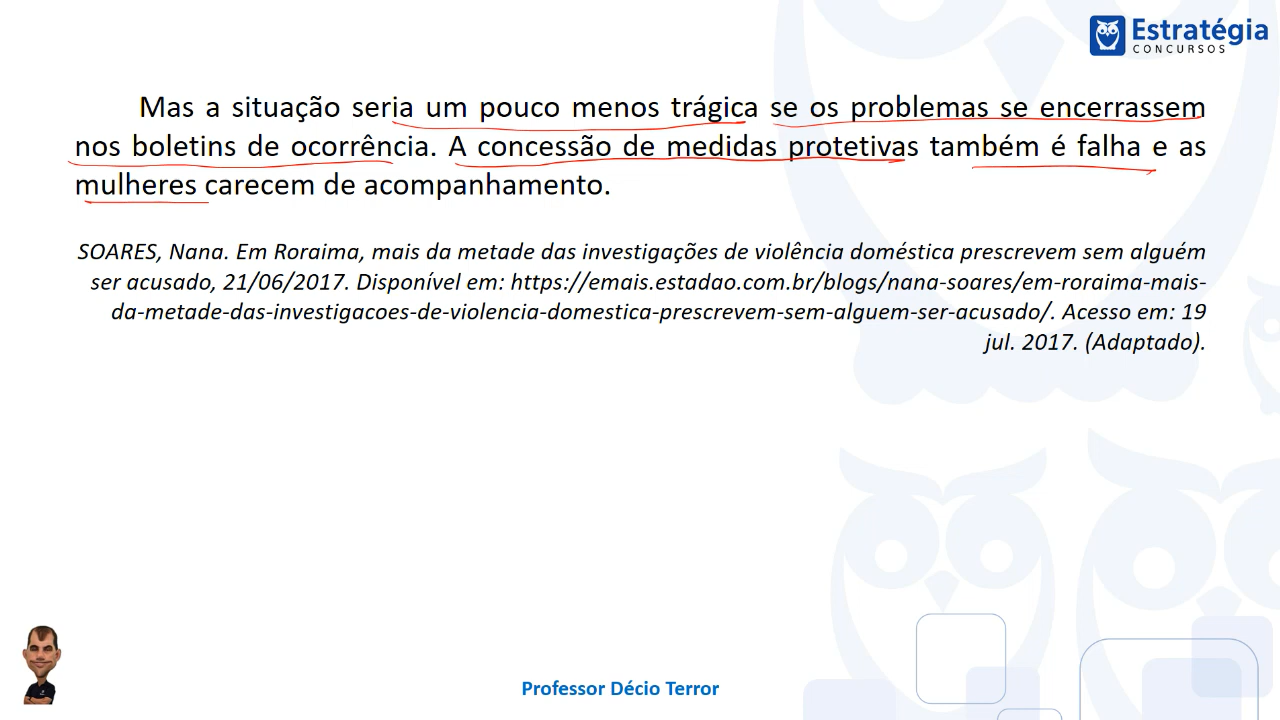 Estratégia
CONCURSOS
Mas a situação seria um pouco menos trágica se os problemas se encerrassem
nos boletins de ocorrência. A concessão de medidas protetivas também é falha e as
mulheres carecem de acompanhamento.
SOARES, Nana. Em Roraima, mais da metade das investigações de violência doméstica prescrevem sem alguém
ser acusado, 21/06/2017. Disponível em: https://emais.estadao.com.br/blogs/nana-soares/em-roraima-mais-
da-metade-das-investigacoes-de-violencia-domestica-prescrevem-sem-alguem-ser-acusado/. Acesso em: 19
jul. 2017. (Adaptado).
Professor Décio Terror